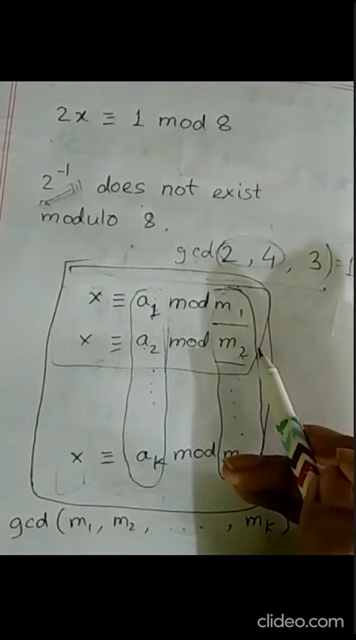 2x ≡ 1 mod 8
2⁻¹ does not exist
modulo 8.
gcd(2, 4, 3)=1
x ≡ a₁ mod m₁
x ≡ a₂ mod m₂
x ≡ aₖ mod m
gcd(m₁, m₂, ...., mₖ)
clideo.com